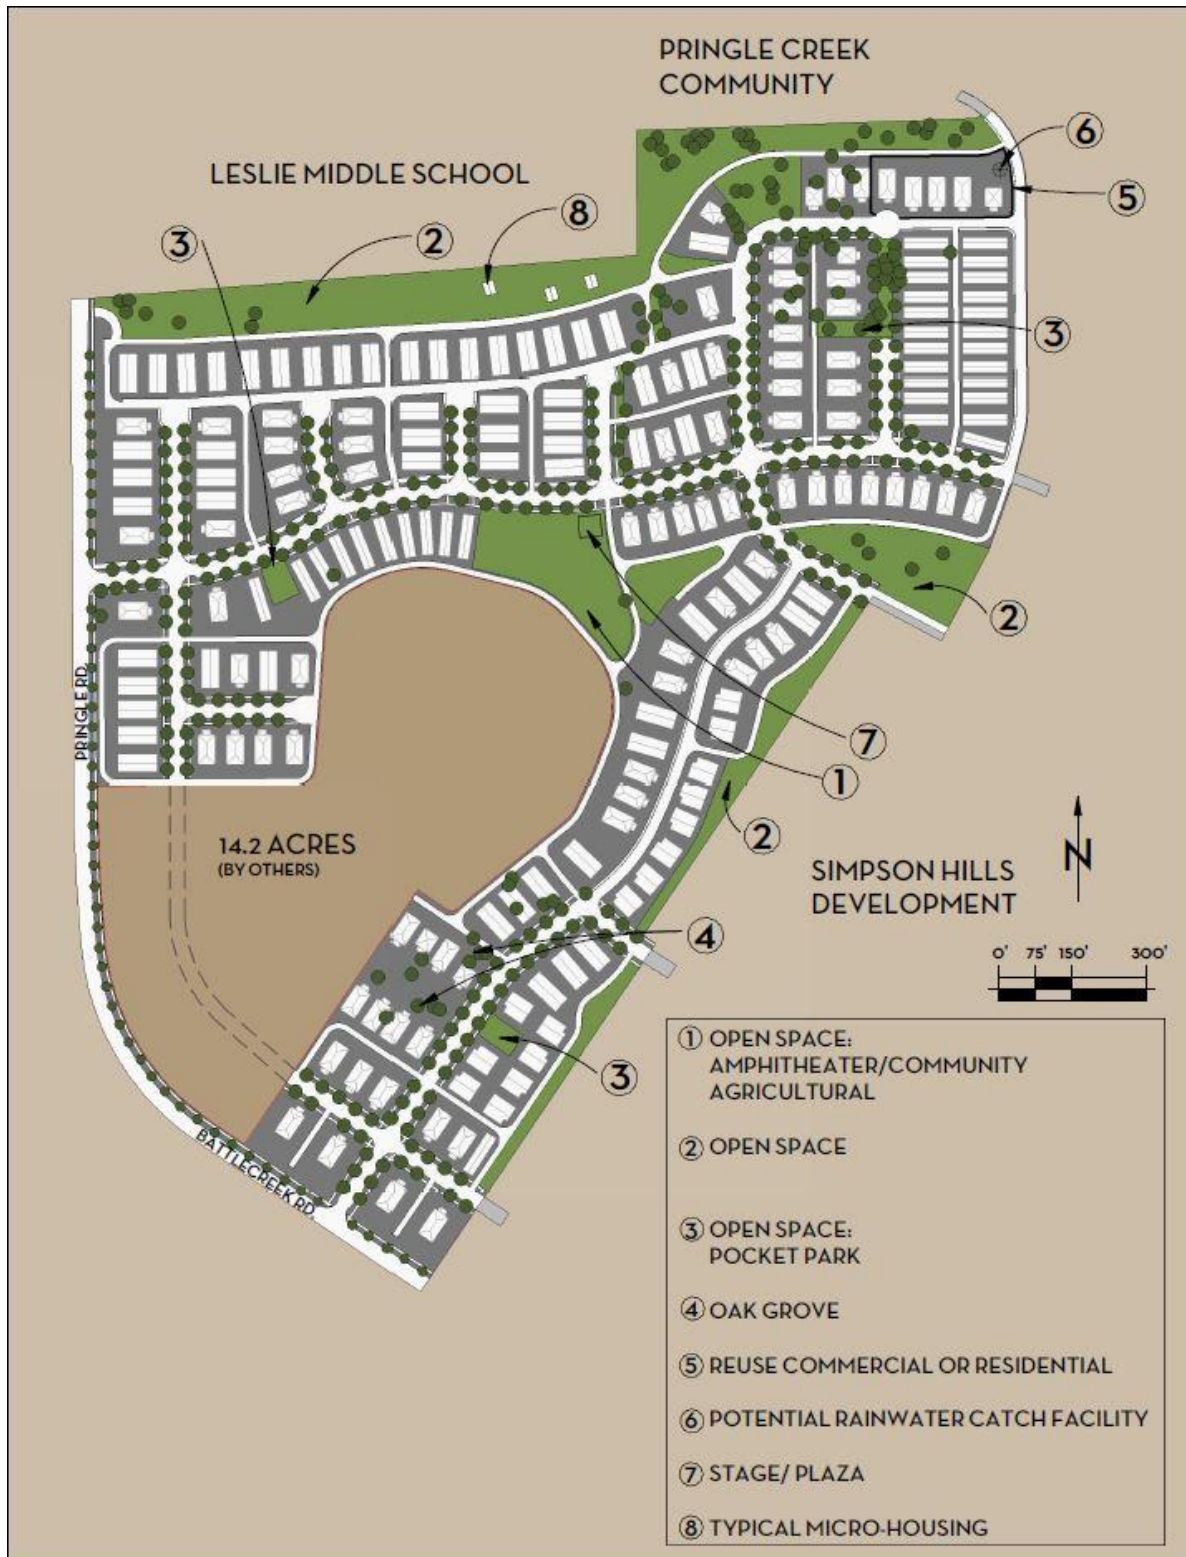 PRINGLE CREEK
COMMUNITY
6
LESLIE MIDDLE SCHOOL
5
8
3
2
3
2
PRINGLE RD.
7
1
2
14.2 ACRES
(BY OTHERS)
SIMPSON HILLS
DEVELOPMENT
N
4
0' 75' 150' 300'
3
BATTLECREEK RD.
1 OPEN SPACE:
AMPHITHEATER/COMMUNITY
AGRICULTURAL
2 OPEN SPACE
3 OPEN SPACE:
POCKET PARK
4 OAK GROVE
5 REUSE COMMERCIAL OR RESIDENTIAL
6 POTENTIAL RAINWATER CATCH FACILITY
7 STAGE/ PLAZA
8 TYPICAL MICRO-HOUSING